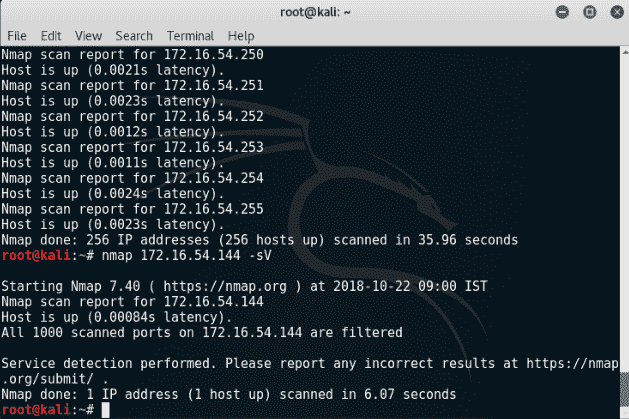 root@kali: ~
File Edit View Search Terminal Help
Nmap scan report for 172.16.54.250
Host is up (0.0021s latency).
Nmap scan report for 172.16.54.251
Host is up (0.0023s latency).
Nmap scan report for 172.16.54.252
Host is up (0.0012s latency).
Nmap scan report for 172.16.54.253
Host is up (0.0011s latency).
Nmap scan report for 172.16.54.254
Host is up (0.0024s latency).
Nmap scan report for 172.16.54.255
Host is up (0.0023s latency).
Nmap done: 256 IP addresses (256 hosts up) scanned in 35.96 seconds
root@kali:~# nmap 172.16.54.144 -sV
Starting Nmap 7.40 ( https://nmap.org ) at 2018-10-22 09:00 IST
Nmap scan report for 172.16.54.144
Host is up (0.00084s latency).
All 1000 scanned ports on 172.16.54.144 are filtered
Service detection performed. Please report any incorrect results at https://nmap
.org/submit/ .
Nmap done: 1 IP address (1 host up) scanned in 6.07 seconds
root@kali:~#